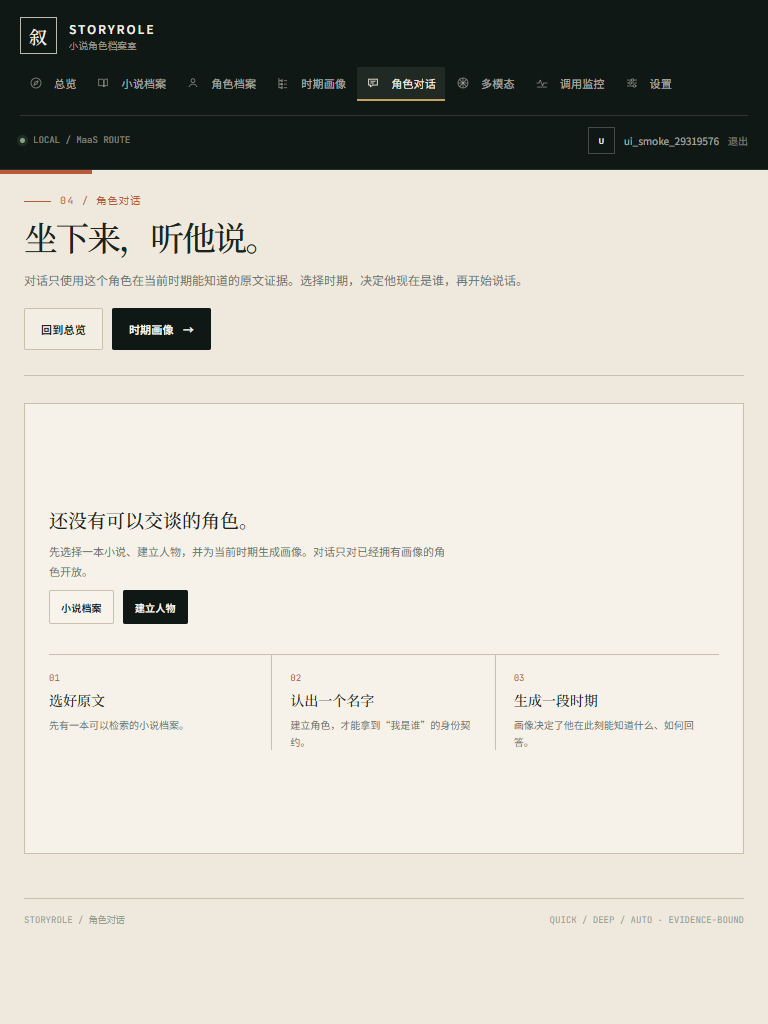 叙
STORYROLE
小说角色档案室
总览 小说档案 角色档案 时期画像 角色对话 多模态 调用监控 设置
LOCAL / MaaS ROUTE
U ui_smoke_29319576 退出
04 / 角色对话
坐下来，听他说。
对话只使用这个角色在当前时期能知道的原文证据。选择时期，决定他现在是谁，再开始说话。
回到总览 时期画像 →
还没有可以交谈的角色。
先选择一本小说、建立人物，并为当前时期生成画像。对话只对已经拥有画像的角
色开放。
小说档案 建立人物
01
选好原文
先有一本可以检索的小说档案。
02
认出一个名字
建立角色，才能拿到“我是谁”的身份契
约。
03
生成一段时期
画像决定了他在此刻能知道什么、如何回
答。
STORYROLE / 角色对话
QUICK / DEEP / AUTO · EVIDENCE-BOUND